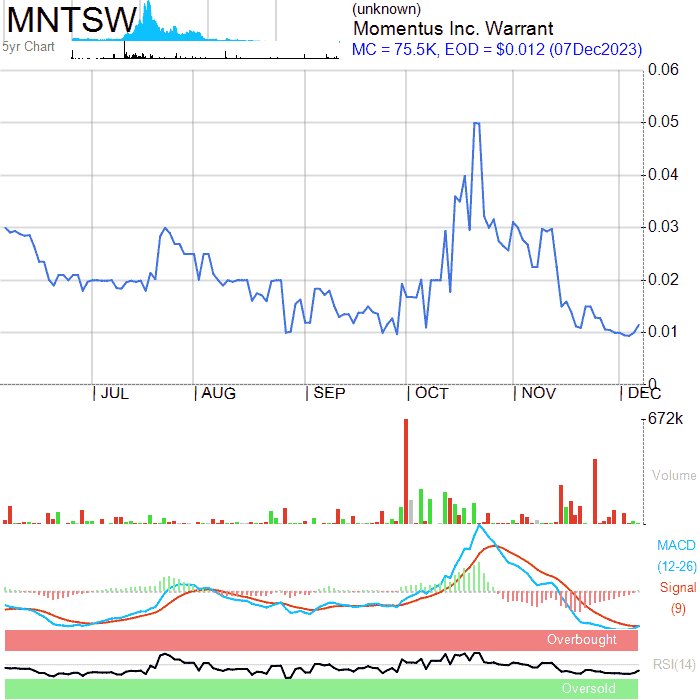 MNTSW
5yr Chart
(unknown)
Momentus Inc. Warrant
MC = 75.5K, EOD = $0.012 (07Dec2023)
0.06
0.05
0.04
0.03
0.02
0.01
0
JUL AUG SEP OCT NOV DEC
672k
Volume
MACD
(12-26)
Signal
(9)
Overbought
RSI(14)
Oversold